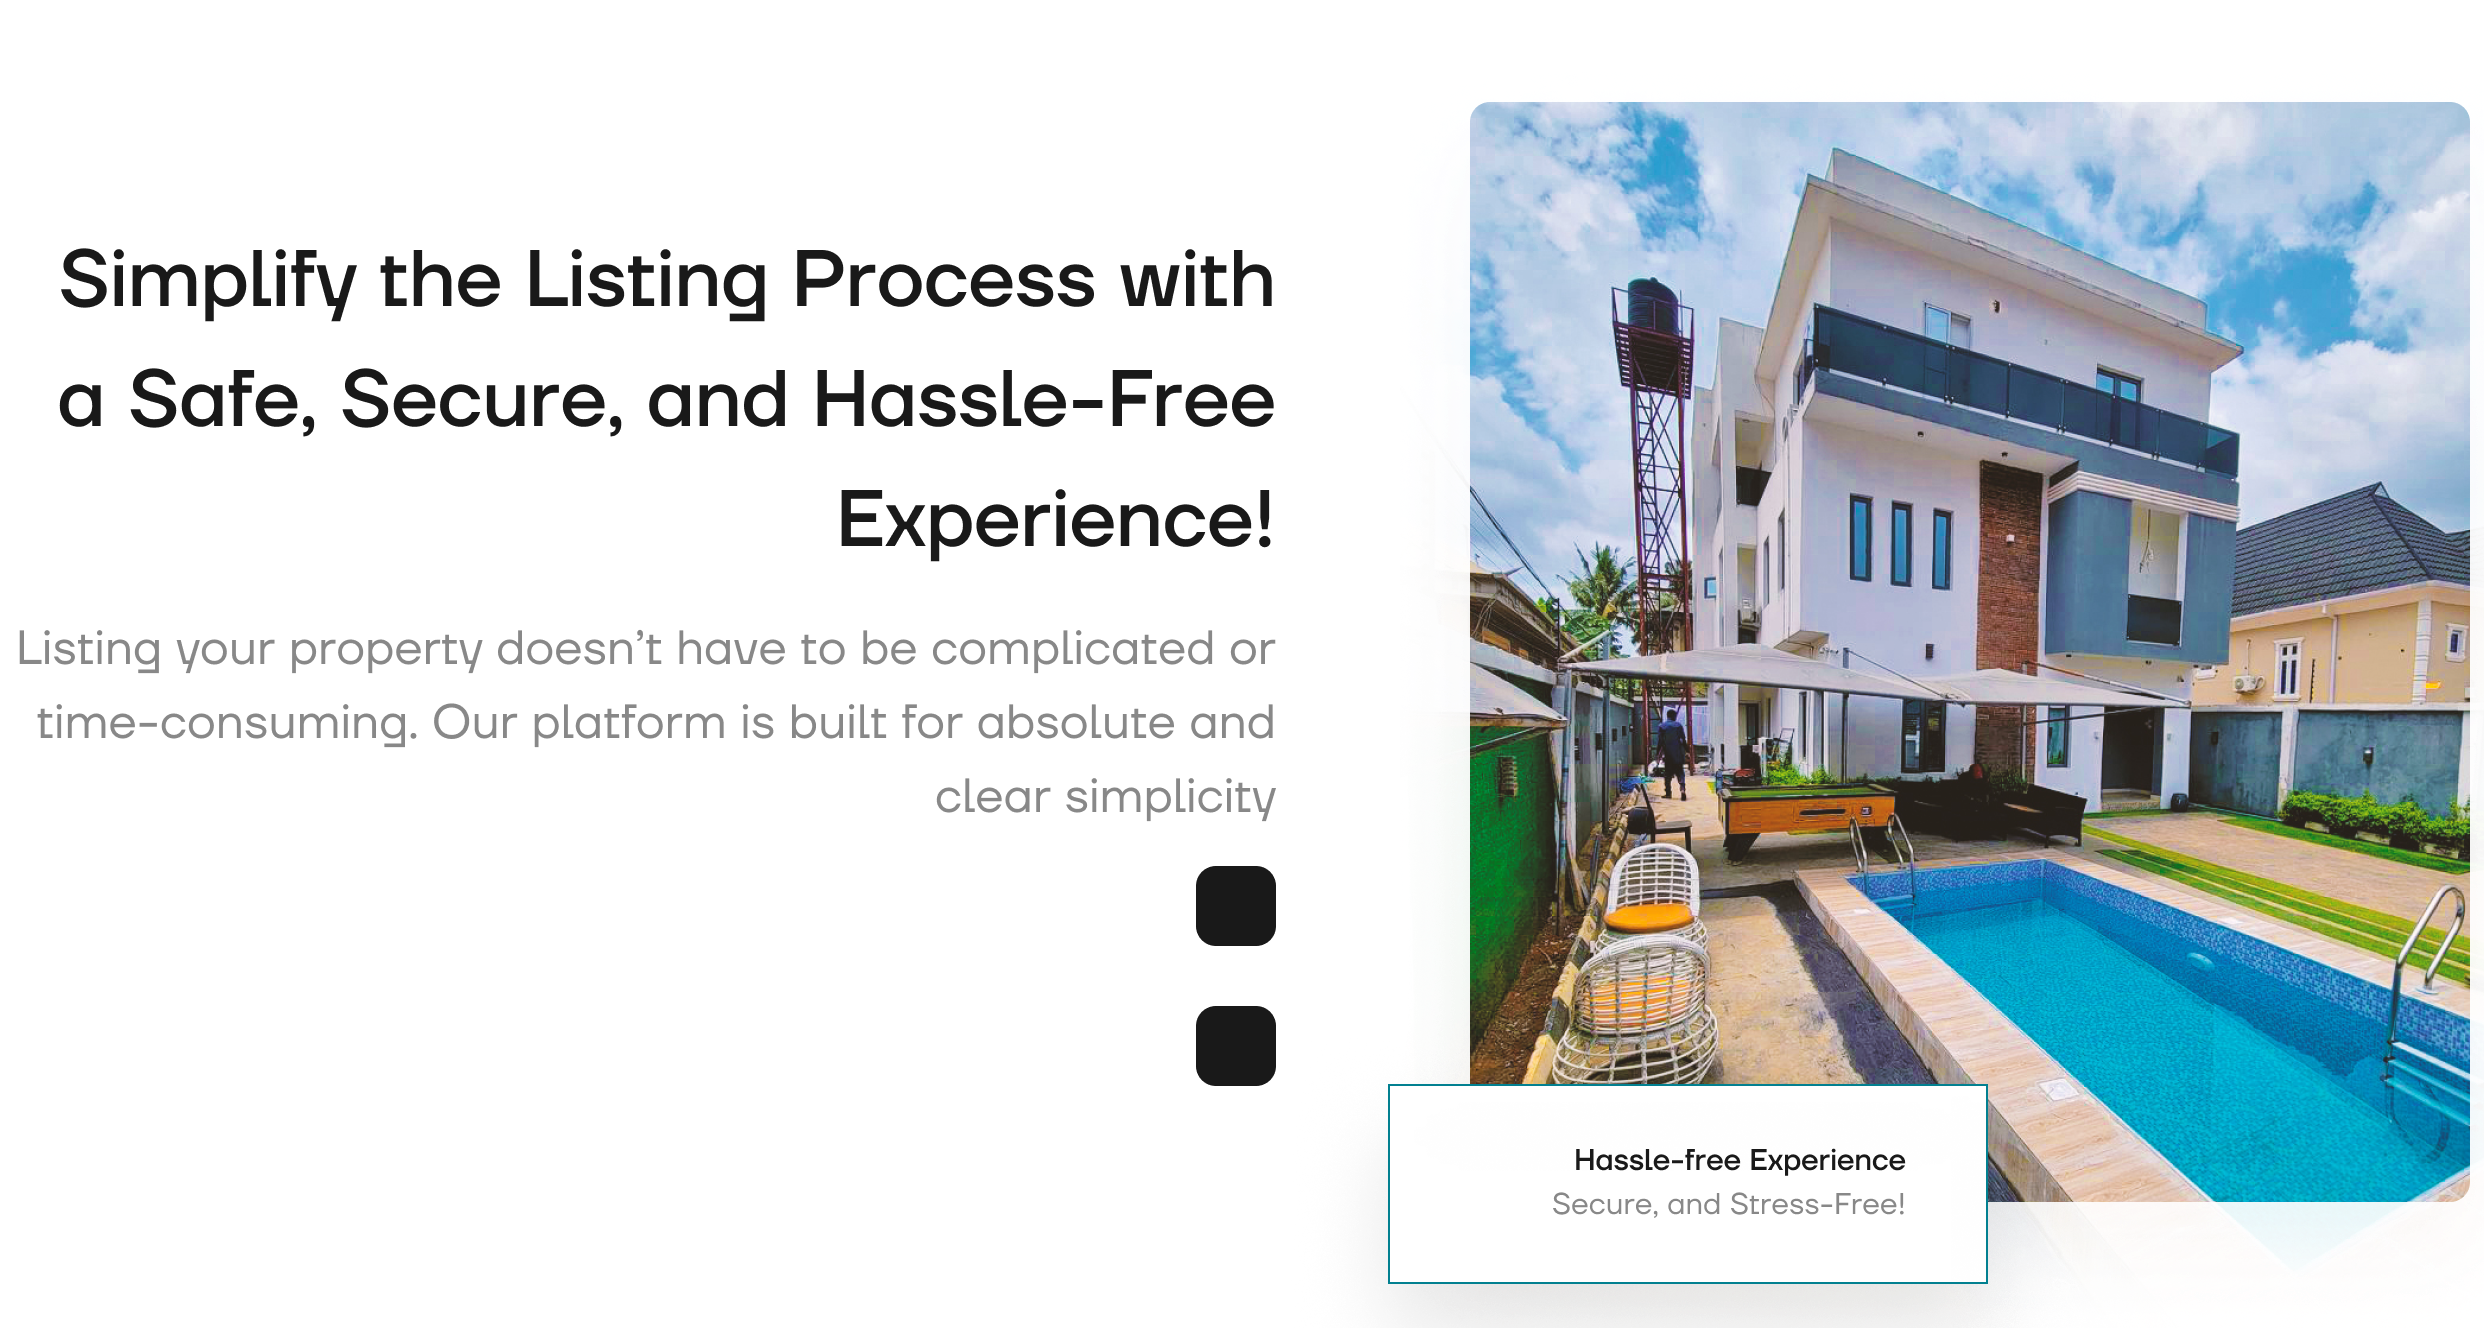 Simplify the Listing Process with
a Safe, Secure, and Hassle-Free
Experience!
Listing your property doesn’t have to be complicated or
time-consuming. Our platform is built for absolute and
clear simplicity
Hassle-free Experience
Secure, and Stress-Free!